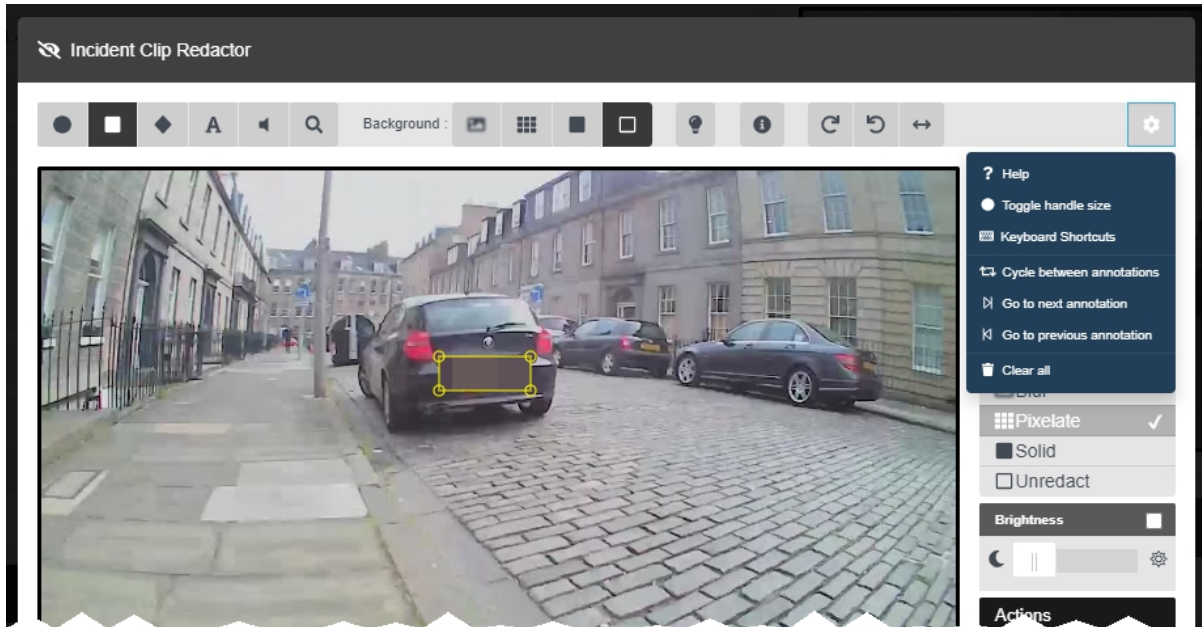 Incident Clip Redactor
A
Background :
? Help
Toggle handle size
Keyboard Shortcuts
Cycle between annotations
Go to next annotation
Go to previous annotation
Clear all
Blur
Pixelate
Solid
Unredact
Brightness
Actions